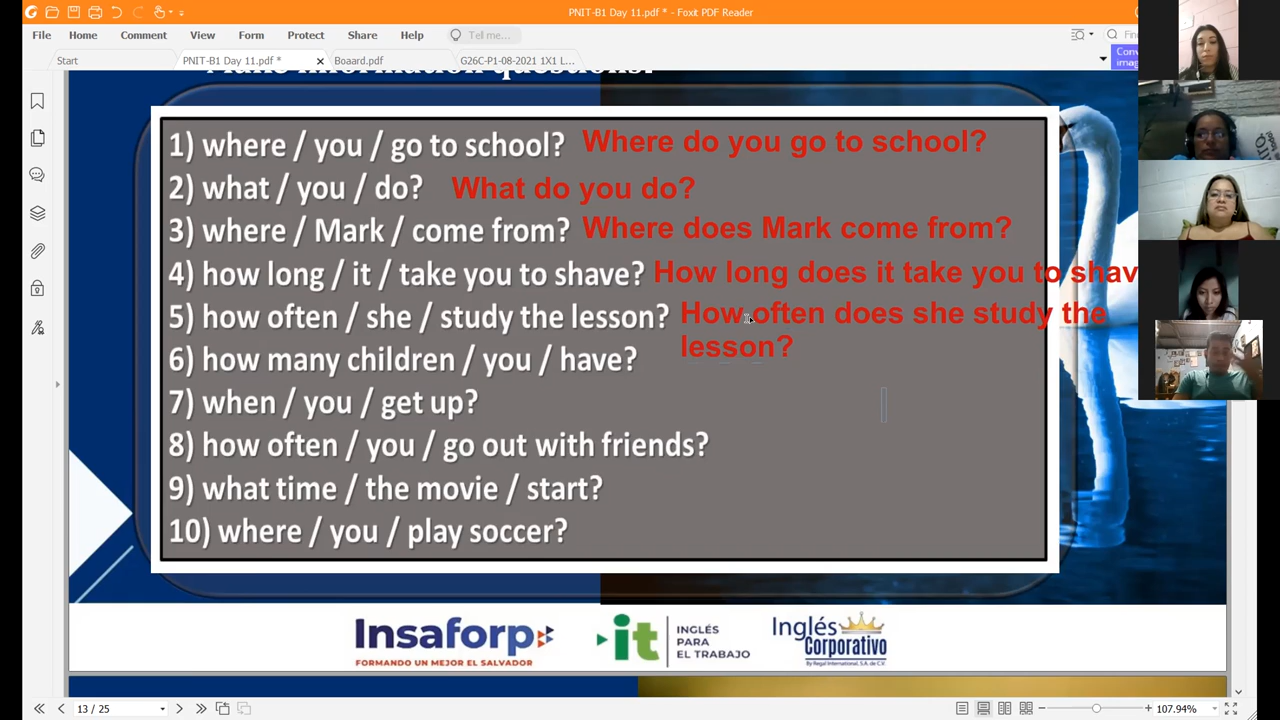 PNIT-B1 Day 11.pdf * - Foxit PDF Reader
File Home Comment View Form Protect Share Help Tell me...
Start PNIT-B1 Day 11.pdf * Boaard.pdf G26C-P1-08-2021 1X1 L...
1) where / you / go to school? Where do you go to school?
2) what / you / do? What do you do?
3) where / Mark / come from? Where does Mark come from?
4) how long / it / take you to shave? How long does it take you to shav
5) how often / she / study the lesson? How often does she study the
lesson?
6) how many children / you / have?
7) when / you / get up?
8) how often / you / go out with friends?
9) what time / the movie / start?
10) where / you / play soccer?
Insaforp
FORMANDO UN MEJOR EL SALVADOR
it INGLÉS
PARA
EL TRABAJO
Inglés
Corporativo
By Regal International, S.A. de C.V.
13 / 25 107.94%